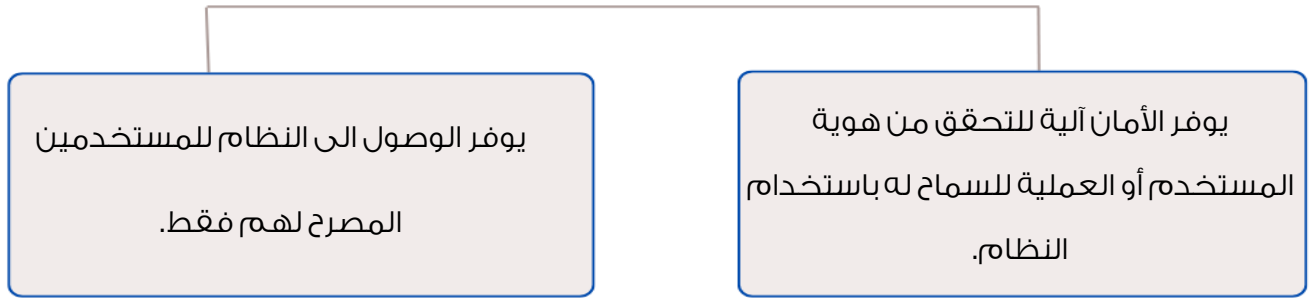 يوفر الأمان آلية للتحقق من هوية
المستخدم أو العملية للسماح له باستخدام
النظام.
يوفر الوصول الى النظام للمستخدمين
المصرح لهم فقط.